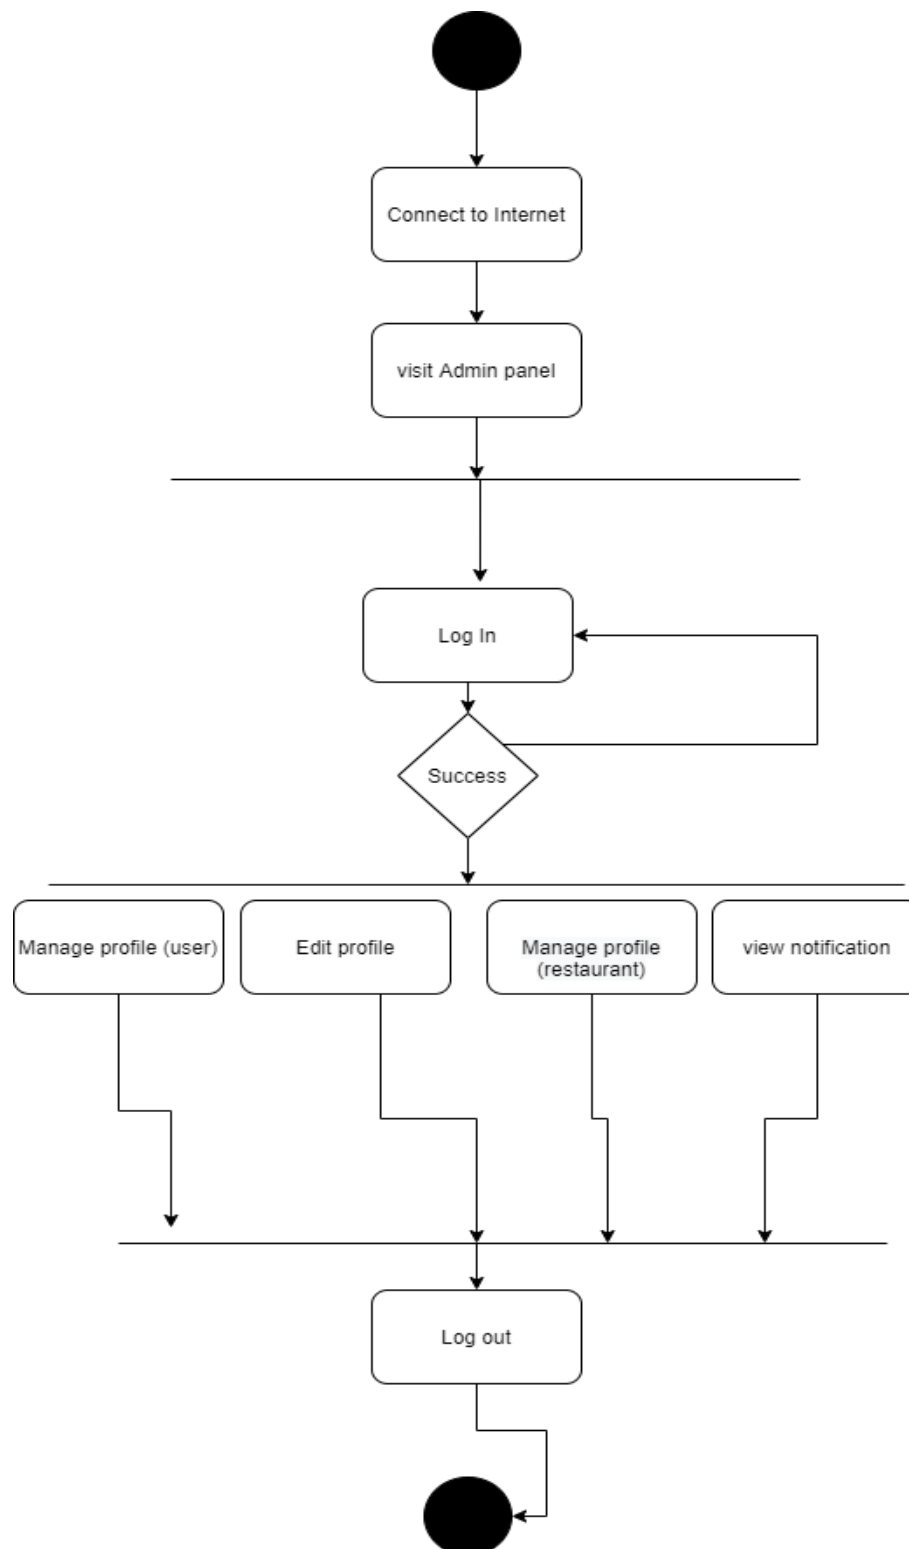 Connect to Internet
visit Admin panel
Log In
Success
Manage profile (user)
Edit profile
Manage profile
(restaurant)
view notification
Log out